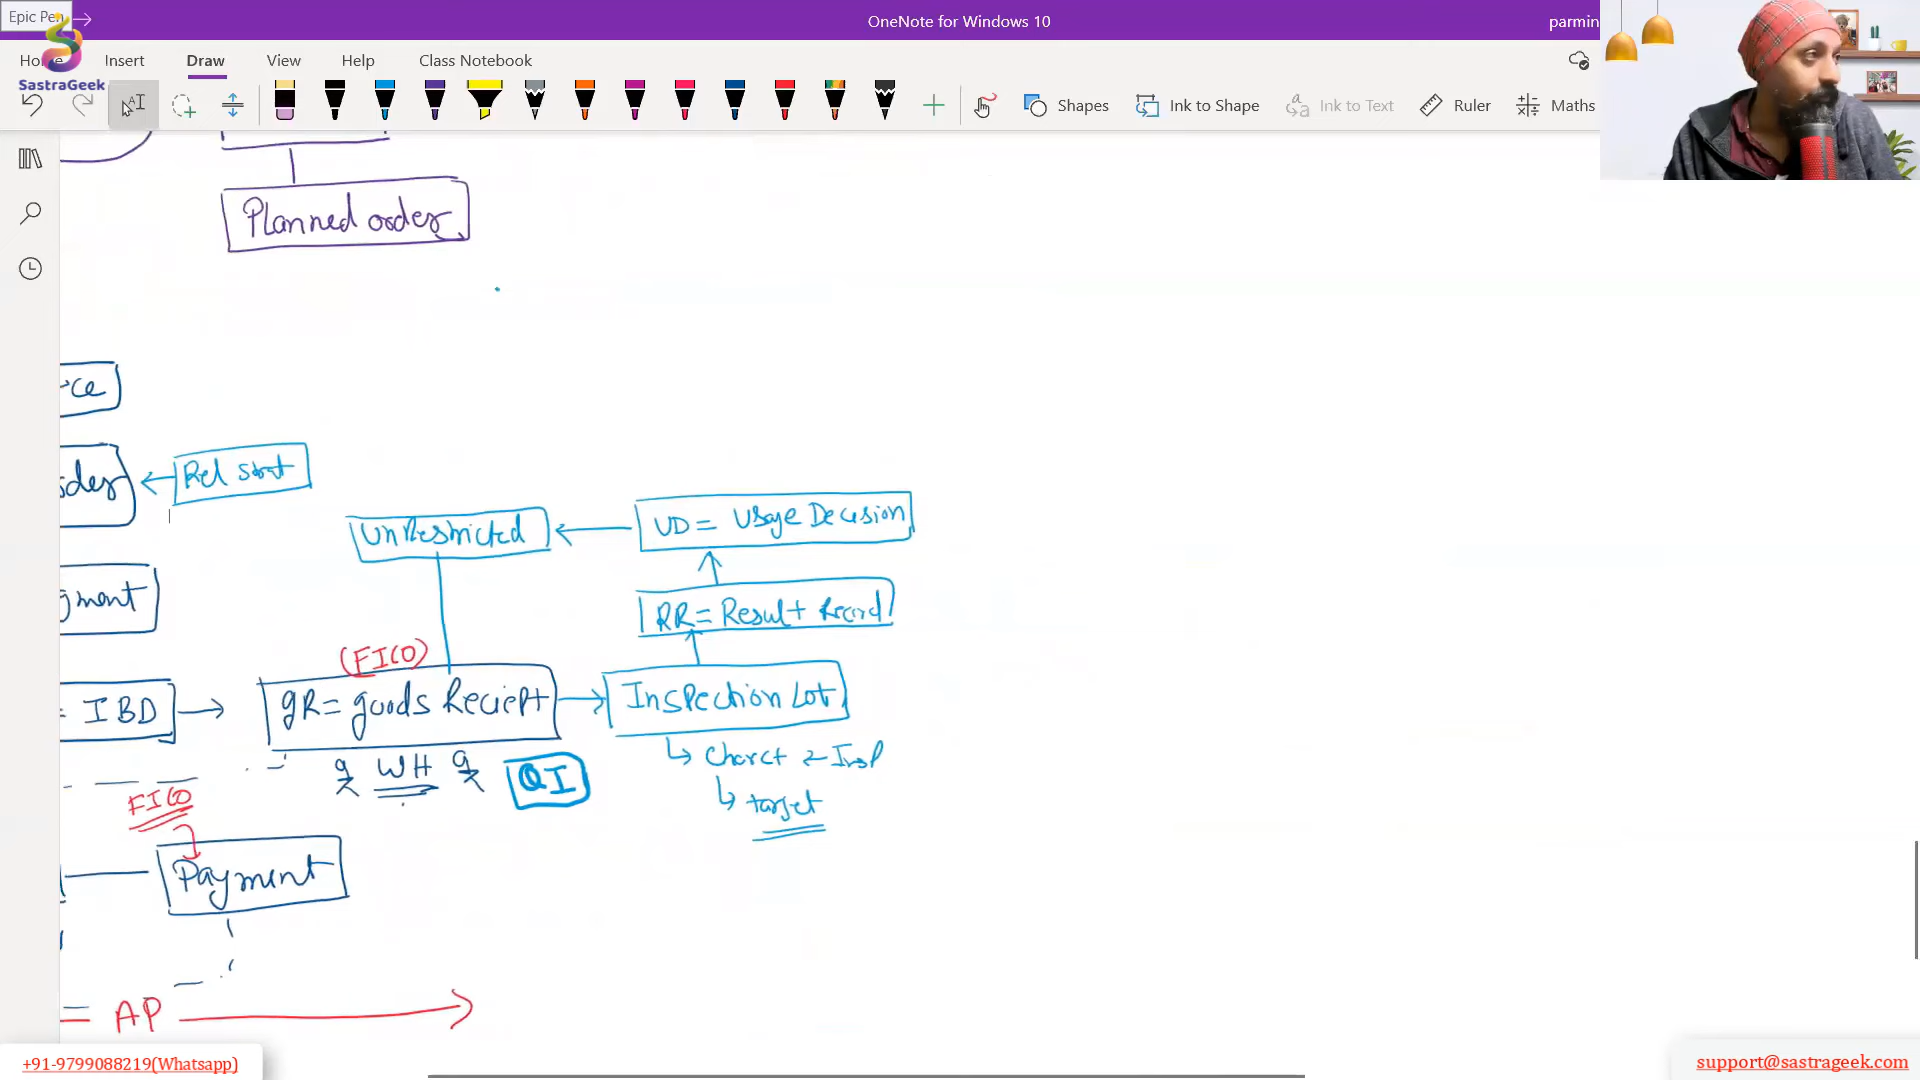 Epic Pen
OneNote for Windows 10
parmin
SastraGeek
Insert
Draw
View
Help
Class Notebook
Shapes
Ink to Shape
Ink to Text
Ruler
Maths
Planned order
ce
Rel strat
UnRestricted
UD = Usage Decision
RR = Result Record
(FICO)
= IBD
gR = goods Reciept
Inspection Lot
WH
QI
Charct
Insp
target
FICO
Payment
= AP
+91-9799088219(Whatsapp)
support@sastrageek.com